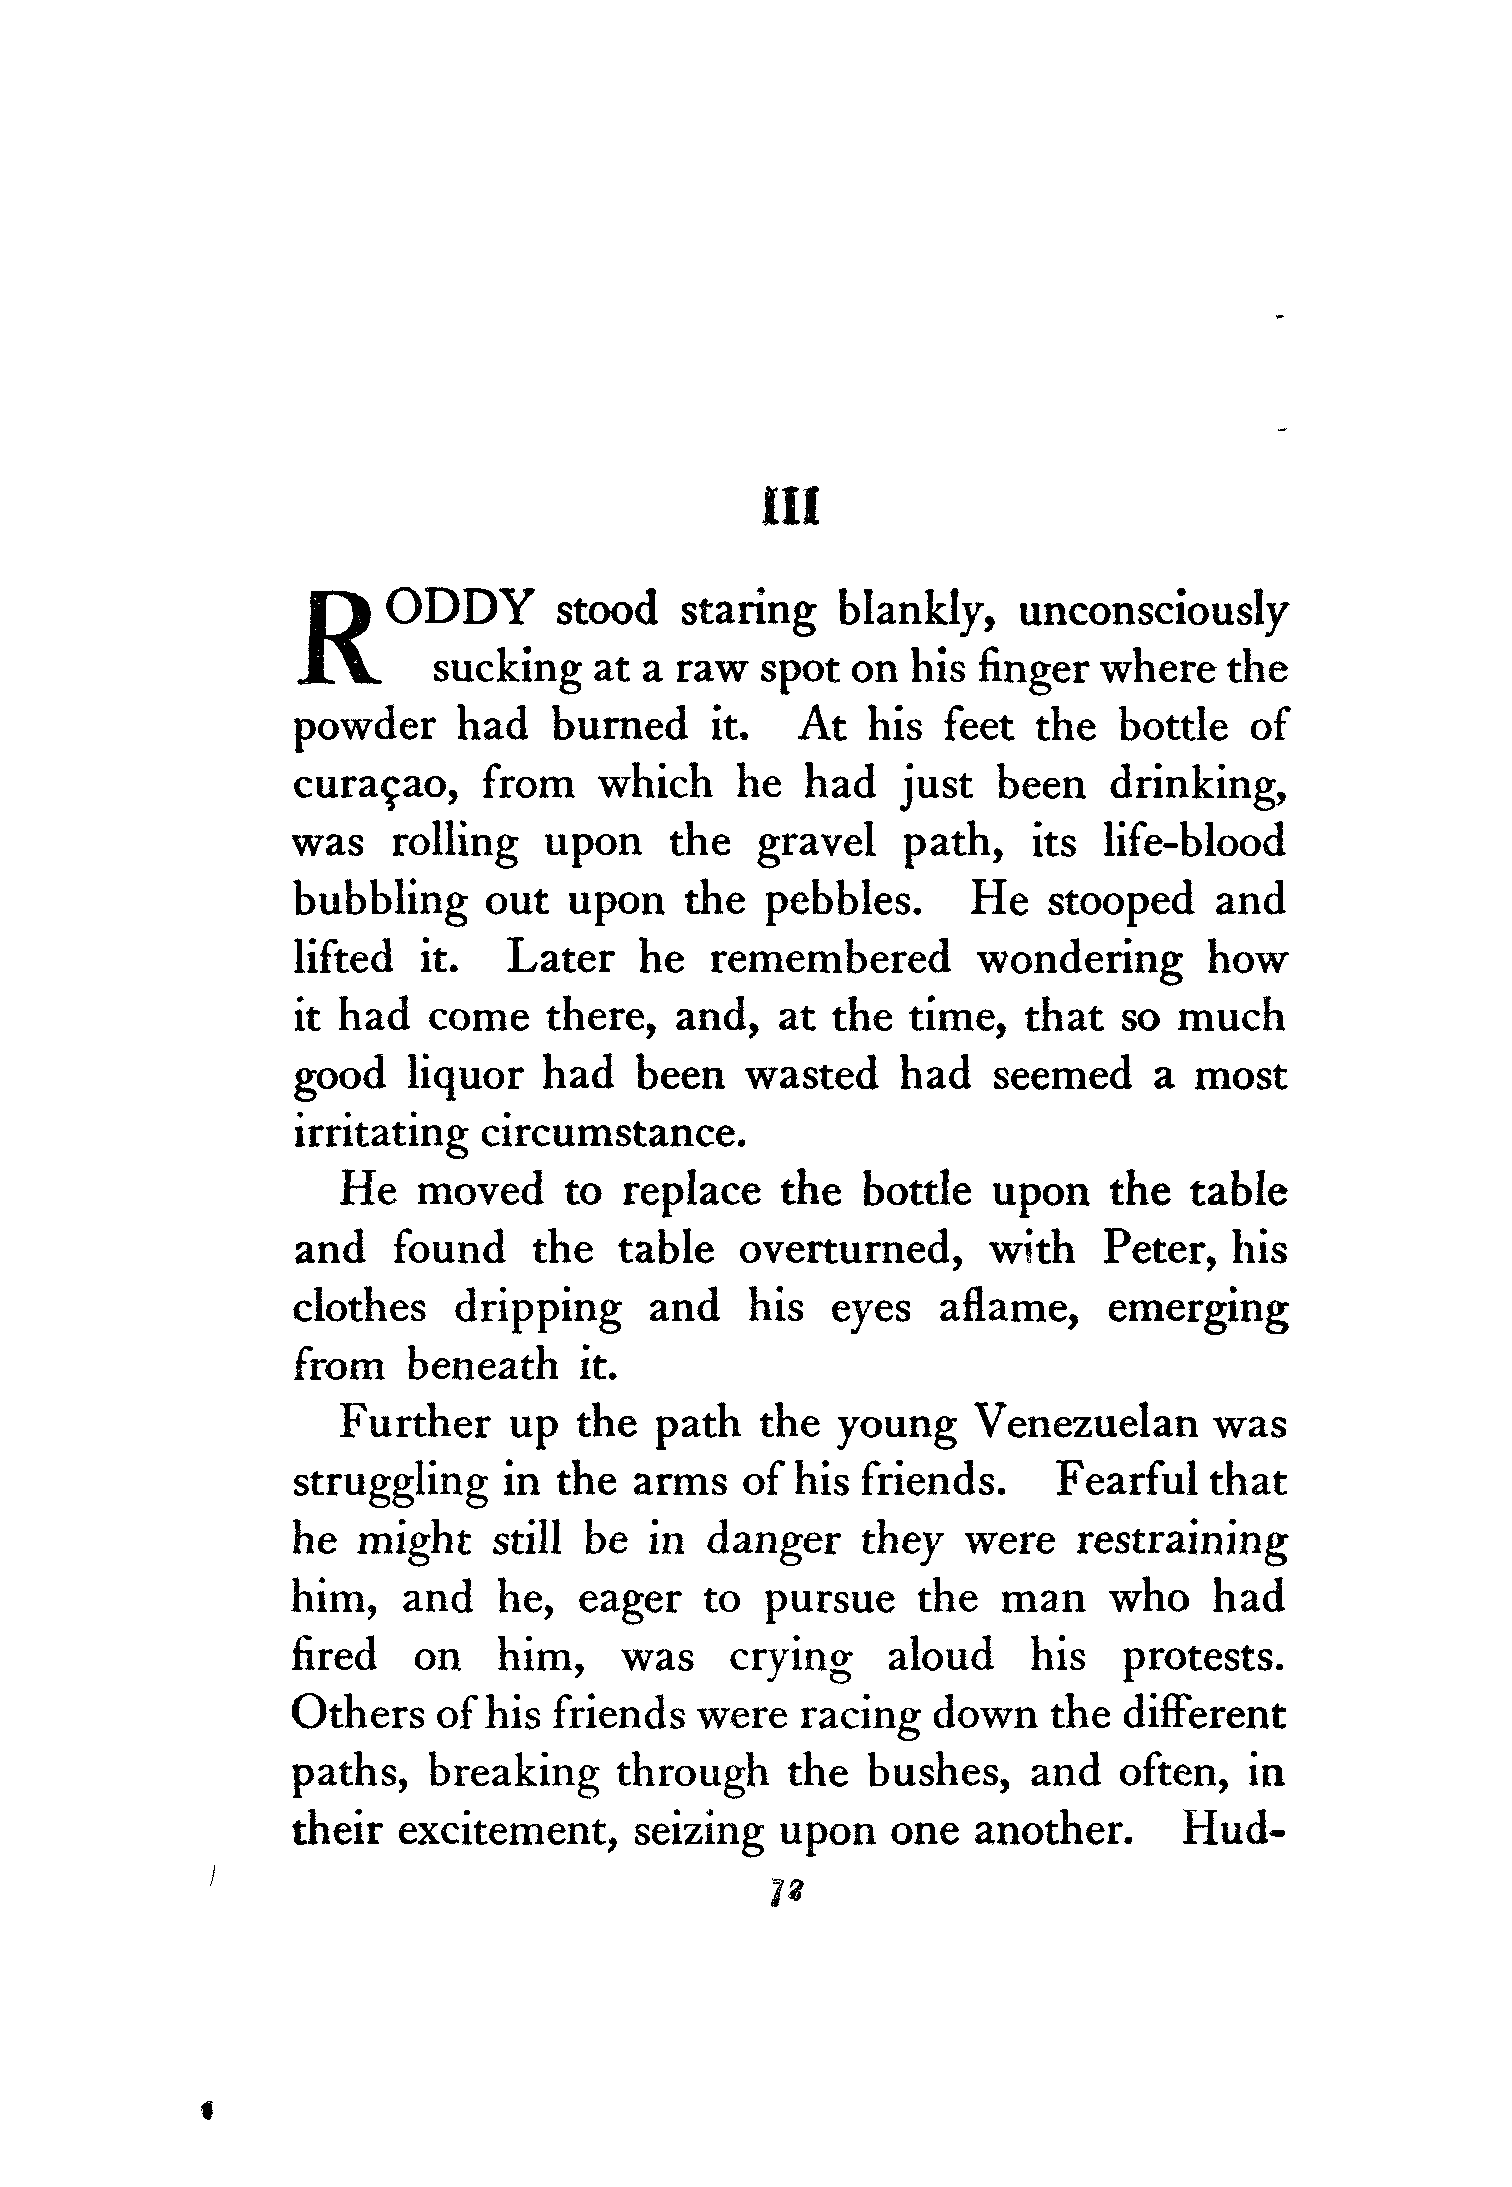 III
RODDY stood staring blankly, unconsciously
sucking at a raw spot on his finger where the
powder had burned it. At his feet the bottle of
curaçao, from which he had just been drinking,
was rolling upon the gravel path, its life-blood
bubbling out upon the pebbles. He stooped and
lifted it. Later he remembered wondering how
it had come there, and, at the time, that so much
good liquor had been wasted had seemed a most
irritating circumstance.
He moved to replace the bottle upon the table
and found the table overturned, with Peter, his
clothes dripping and his eyes aflame, emerging
from beneath it.
Further up the path the young Venezuelan was
struggling in the arms of his friends. Fearful that
he might still be in danger they were restraining
him, and he, eager to pursue the man who had
fired on him, was crying aloud his protests.
Others of his friends were racing down the different
paths, breaking through the bushes, and often, in
their excitement, seizing upon one another. Hud-